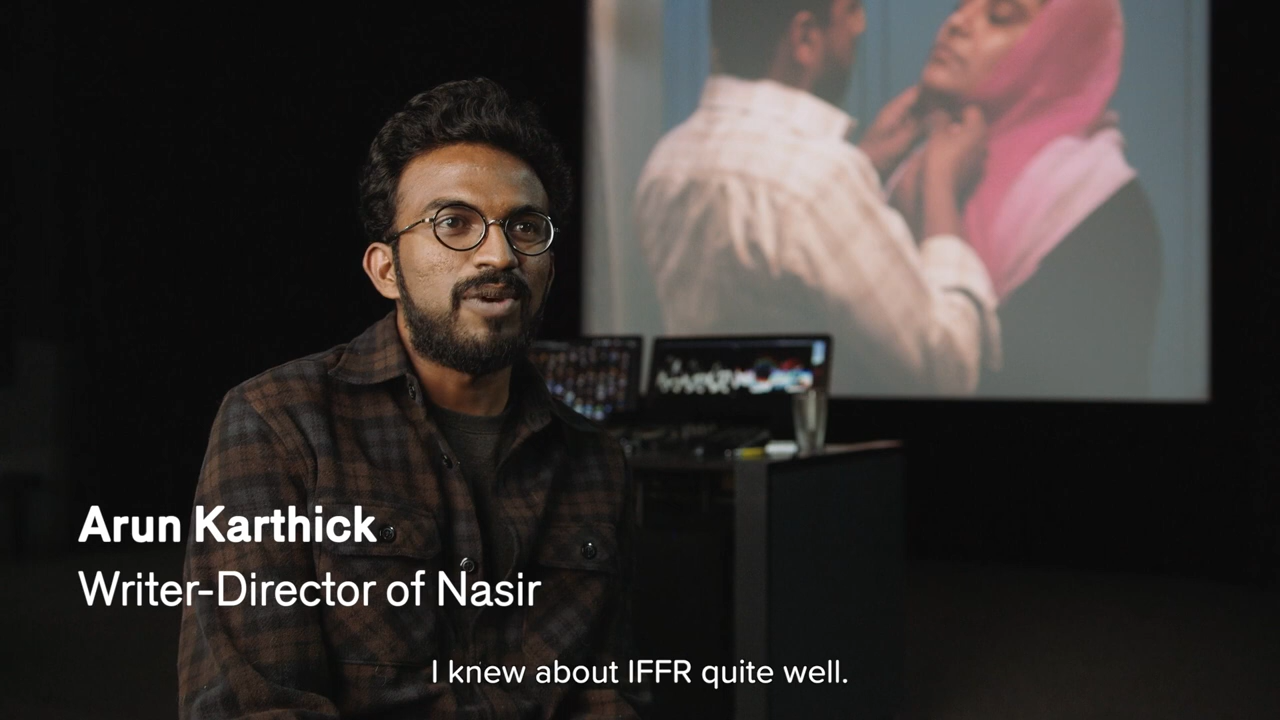 Arun Karthick
Writer-Director of Nasir
I knew about IFFR quite well.